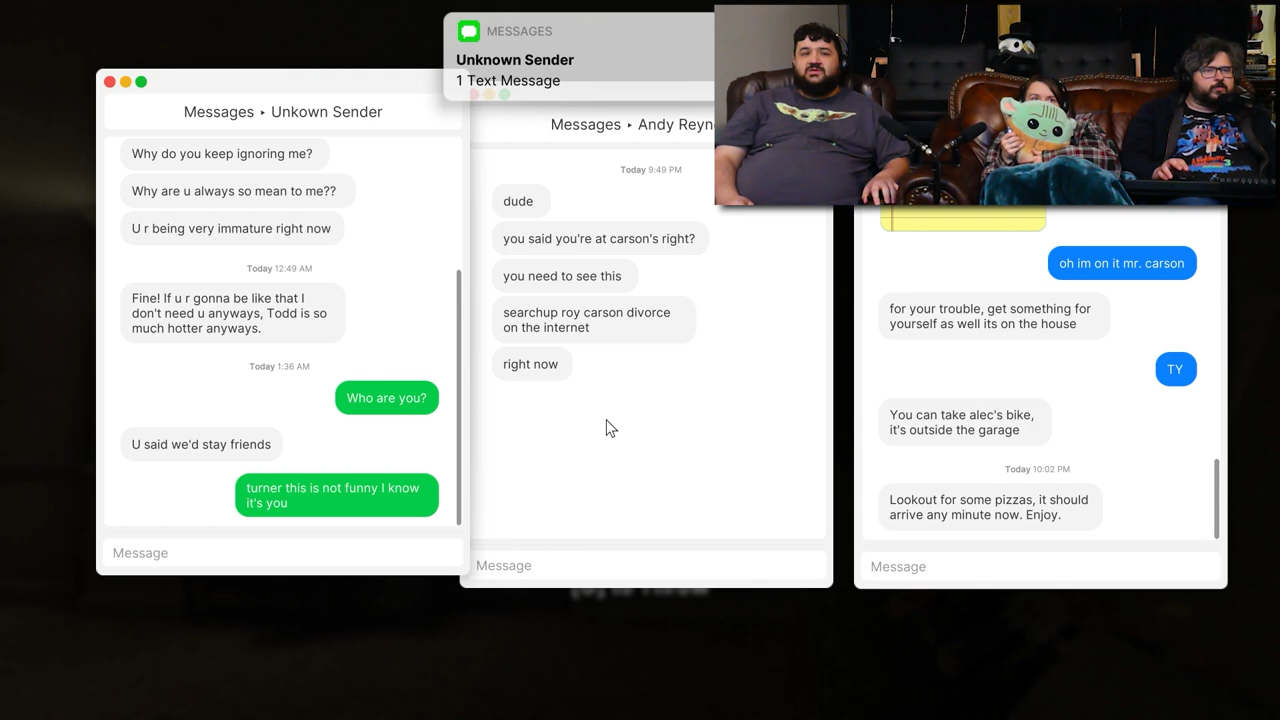 MESSAGES
Unknown Sender
1 Text Message
Messages ▸ Unkown Sender
Why do you keep ignoring me?
Why are u always so mean to me??
U r being very immature right now
Today 12:49 AM
Fine! If u r gonna be like that I
don't need u anyways, Todd is so
much hotter anyways.
Today 1:36 AM
Who are you?
U said we'd stay friends
turner this is not funny I know
it's you
Message
Messages ▸ Andy Reyn
Today 9:49 PM
dude
you said you're at carson's right?
you need to see this
searchup roy carson divorce
on the internet
right now
Message
oh im on it mr. carson
for your trouble, get something for
yourself as well its on the house
TY
You can take alec's bike,
it's outside the garage
Today 10:02 PM
Lookout for some pizzas, it should
arrive any minute now. Enjoy.
Message